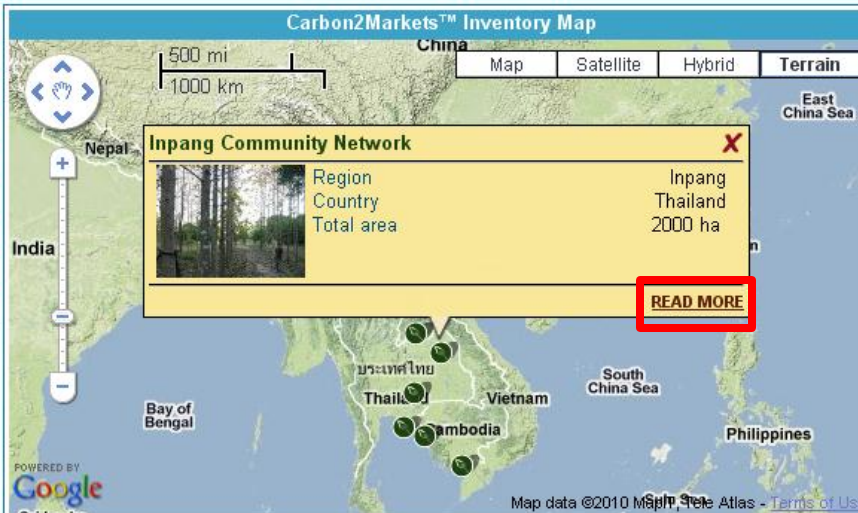 Carbon2Markets™ Inventory Map
500 mi
1000 km
China
Map Satellite Hybrid Terrain
East
China Sea
Nepal
Inpang Community Network X
Region Inpang
Country Thailand
Total area 2000 ha
India
READ MORE
ประเทศไทย
Thailand
Vietnam
South
China Sea
Bay of
Bengal
Cambodia
Philippines
POWERED BY
Google
Map data ©2010 MapIT, Tele Atlas - Terms of Us